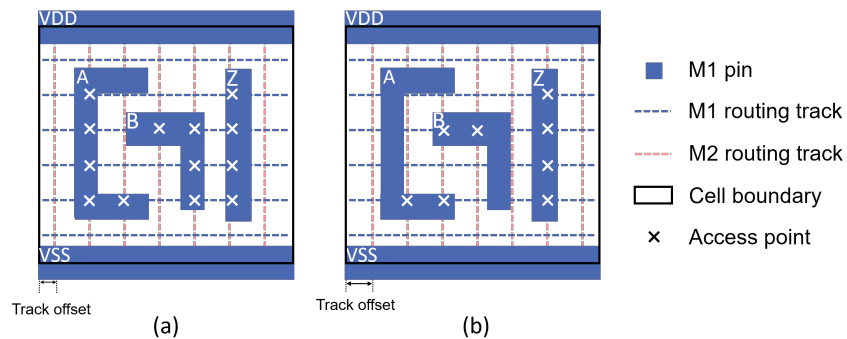 VDD
A
Z
B
VSS
Track offset
(a)
VDD
A
Z
B
VSS
Track offset
(b)
M1 pin
M1 routing track
M2 routing track
Cell boundary
Access point